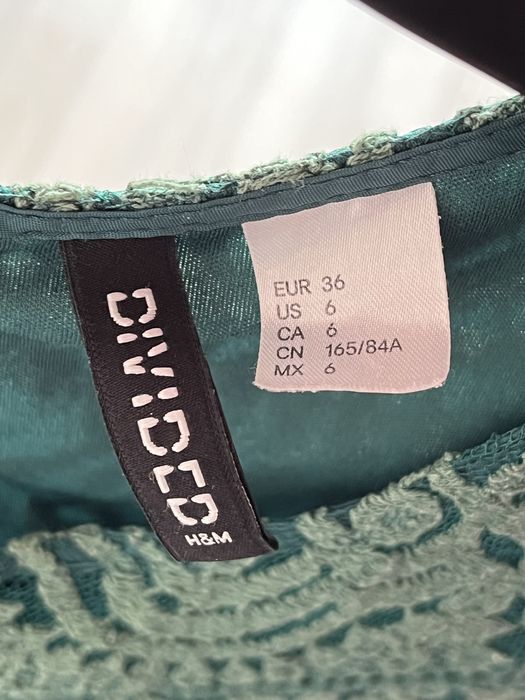 DIVIDED
H&M
EUR 36
US 6
CA 6
CN 165/84A
MX 6